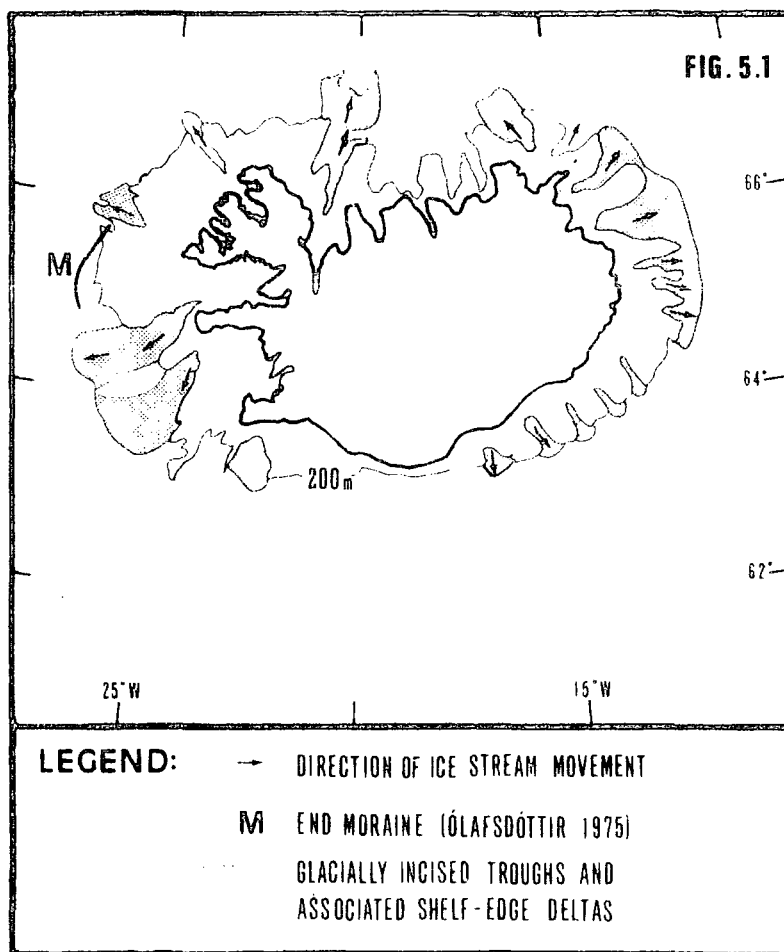 FIG. 5.1
66°
M
64°
200m
62°
25°W
15°W
LEGEND:
→ DIRECTION OF ICE STREAM MOVEMENT
M END MORAINE (ÓLAFSDÓTTIR 1975)
GLACIALLY INCISED TROUGHS AND
ASSOCIATED SHELF-EDGE DELTAS